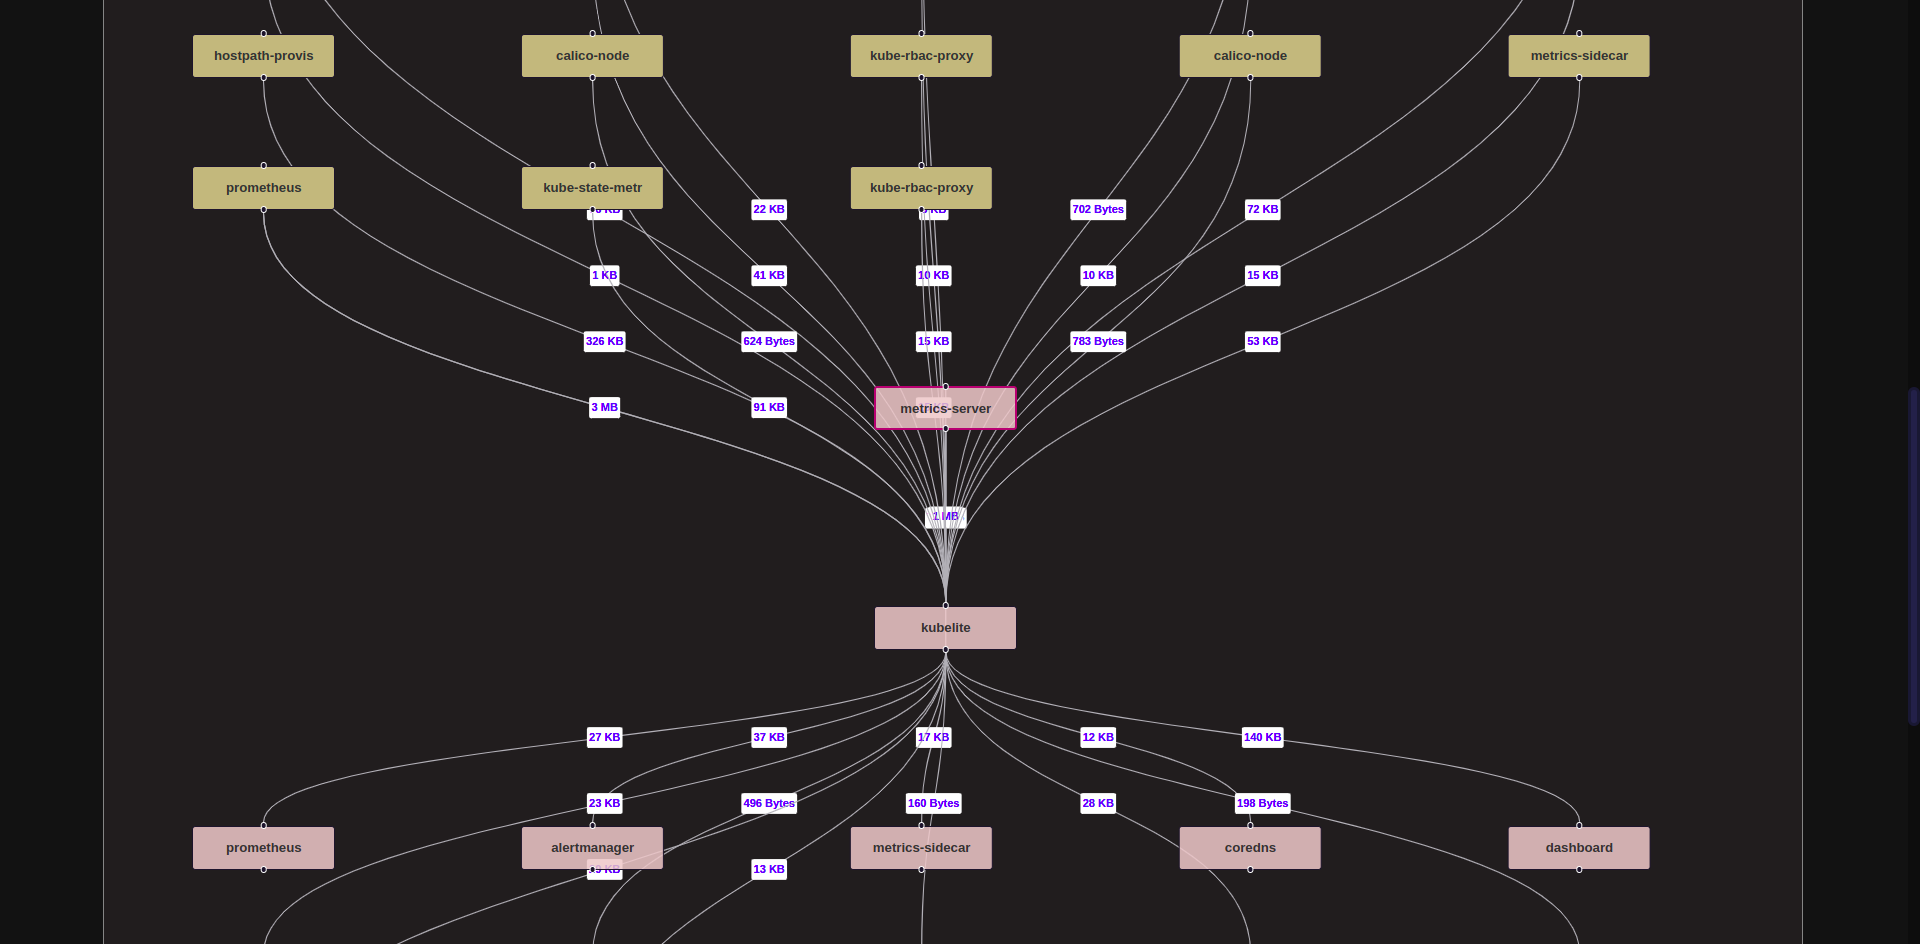 hostpath-provis
calico-node
kube-rbac-proxy
calico-node
metrics-sidecar
prometheus
kube-state-metr
kube-rbac-proxy
22 KB
702 Bytes
72 KB
1 KB
41 KB
10 KB
10 KB
15 KB
326 KB
624 Bytes
15 KB
783 Bytes
53 KB
3 MB
91 KB
metrics-server
1 MB
kubelite
27 KB
37 KB
17 KB
12 KB
140 KB
23 KB
496 Bytes
160 Bytes
28 KB
198 Bytes
prometheus
alertmanager
metrics-sidecar
coredns
dashboard
KB
13 KB